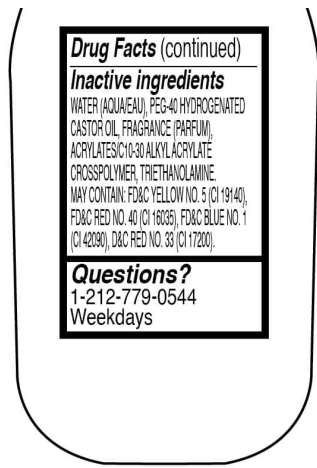 Drug Facts (continued)
Inactive ingredients
WATER (AQUA/EAU), PEG-40 HYDROGENATED
CASTOR OIL, FRAGRANCE (PARFUM),
ACRYLATES/C10-30 ALKYL ACRYLATE
CROSSPOLYMER, TRIETHANOLAMINE.
MAY CONTAIN: FD&C YELLOW NO. 5 (CI 19140),
FD&C RED NO. 40 (CI 16035), FD&C BLUE NO. 1
(CI 42090), D&C RED NO. 33 (CI 17200).
Questions?
1-212-779-0544
Weekdays